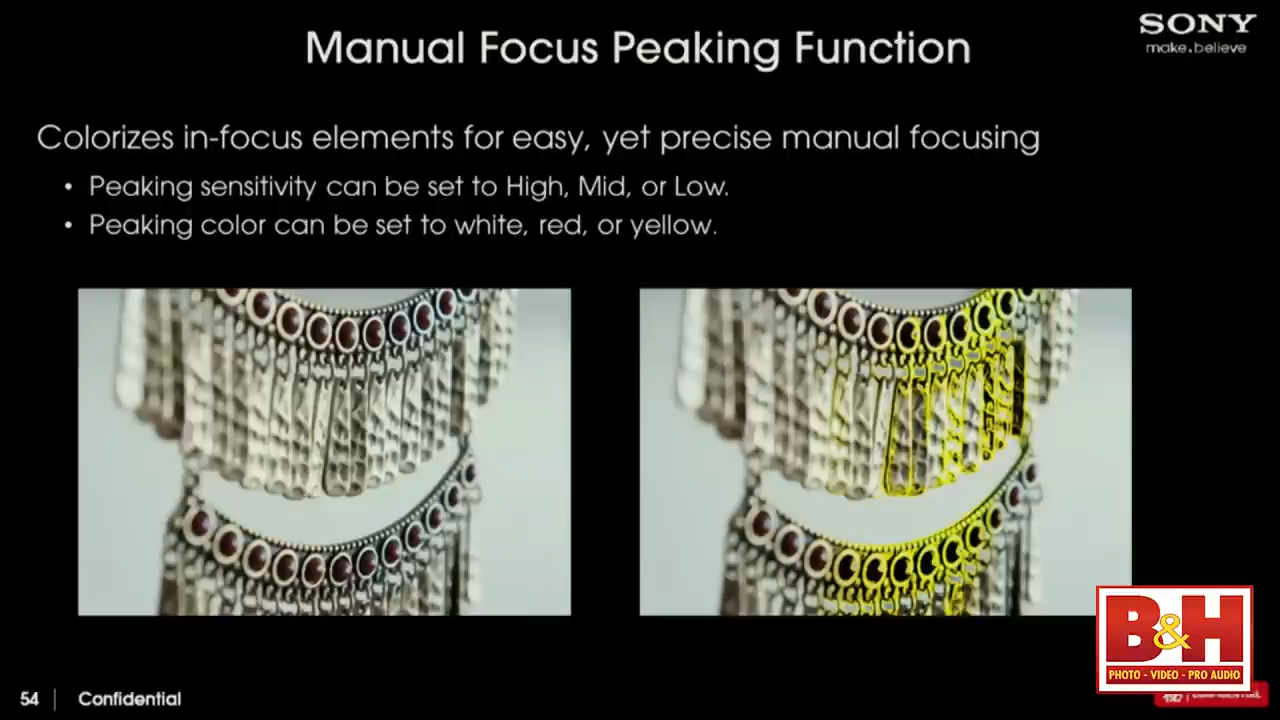 Manual Focus Peaking Function
SONY
make.believe
Colorizes in-focus elements for easy, yet precise manual focusing
• Peaking sensitivity can be set to High, Mid, or Low.
• Peaking color can be set to white, red, or yellow.
B&H
PHOTO - VIDEO - PRO AUDIO
54
Confidential